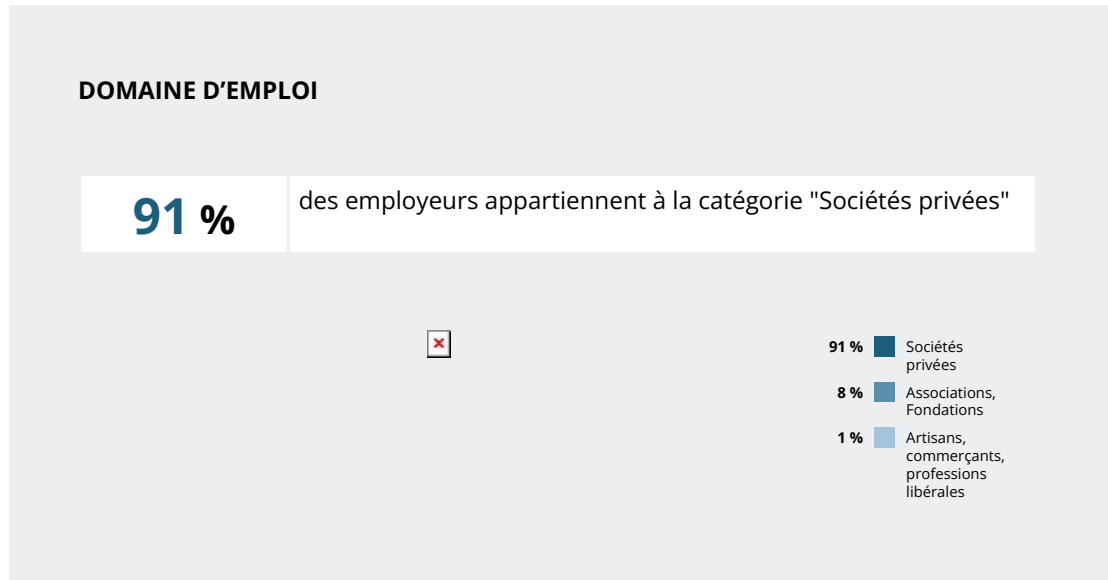 DOMAINE D’EMPLOI
91 %
des employeurs appartiennent à la catégorie "Sociétés privées"
91 %
Sociétés
privées
8 %
Associations,
Fondations
1 %
Artisans,
commerçants,
professions
libérales